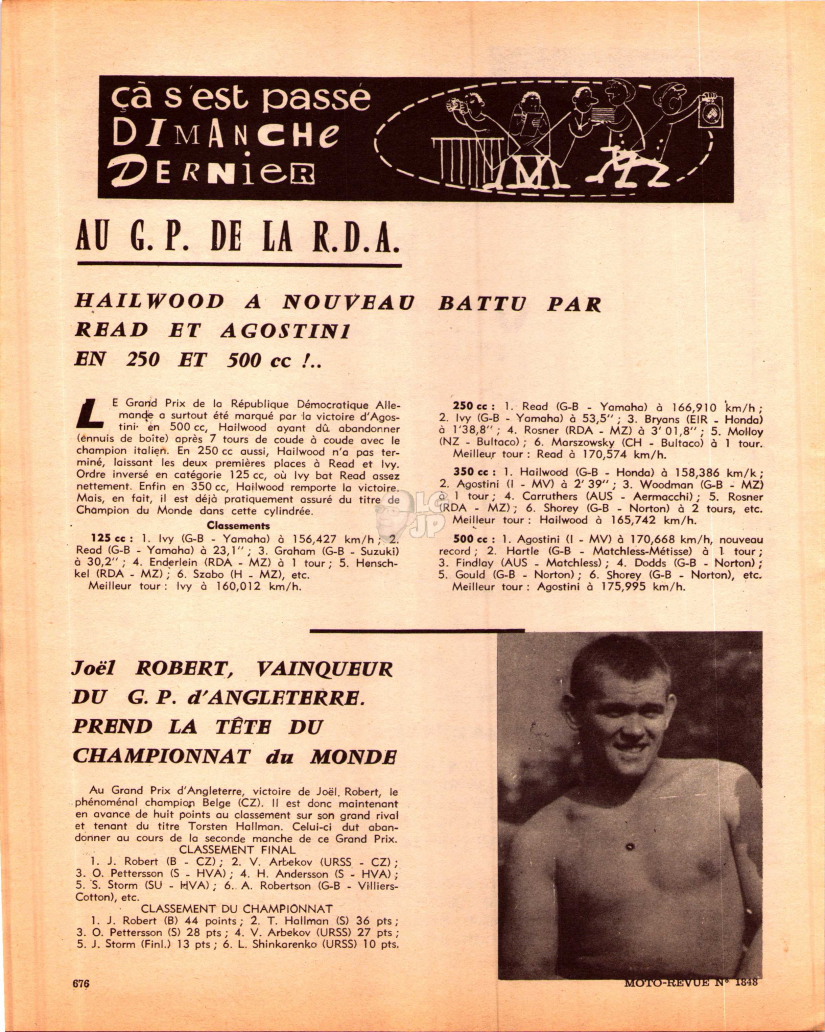 çà s'est passé
DIMANCHE
DERNIER
AU G. P. DE LA R.D.A.
HAILWOOD A NOUVEAU BATTU PAR
READ ET AGOSTINI
EN 250 ET 500 cc !..
LE Grand Prix de la République Démocratique Alle-
mande a surtout été marqué par la victoire d'Agos-
tini en 500 cc, Hailwood ayant dû abandonner
(ennuis de boîte) après 7 tours de coude à coude avec le
champion italien. En 250 cc aussi, Hailwood n'a pas ter-
miné, laissant les deux premières places à Read et Ivy.
Ordre inversé en catégorie 125 cc, où Ivy bat Read assez
nettement. Enfin en 350 cc, Hailwood remporte la victoire.
Mais, en fait, il est déjà pratiquement assuré du titre de
Champion du Monde dans cette cylindrée.
Classements
125 cc : 1. Ivy (G-B - Yamaha) à 156,427 km/h ; 2.
Read (G-B - Yamaha) à 23,1'' ; 3. Graham (G-B - Suzuki)
à 30,2'' ; 4. Enderlein (RDA - MZ) à 1 tour ; 5. Hensch-
kel (RDA - MZ) ; 6. Szabo (H - MZ), etc.
Meilleur tour : Ivy à 160,012 km/h.
250 cc : 1. Read (G-B - Yamaha) à 166,910 km/h ;
2. Ivy (G-B - Yamaha) à 53,5'' ; 3. Bryans (EIR - Honda)
à 1'38,8'' ; 4. Rosner (RDA - MZ) à 3' 01,8'' ; 5. Molloy
(NZ - Bultaco) ; 6. Marszowsky (CH - Bultaco) à 1 tour.
Meilleur tour : Read à 170,574 km/h.
350 cc : 1. Hailwood (G-B - Honda) à 158,386 km/k ;
2. Agostini (I - MV) à 2' 39'' ; 3. Woodman (G-B - MZ)
à 1 tour ; 4. Carruthers (AUS - Aermacchi) ; 5. Rosner
(RDA - MZ) ; 6. Shorey (G-B - Norton) à 2 tours, etc.
Meilleur tour : Hailwood à 165,742 km/h.
500 cc : 1. Agostini (I - MV) à 170,668 km/h, nouveau
record ; 2. Hartle (G-B - Matchless-Métisse) à 1 tour ;
3. Findlay (AUS - Matchless) ; 4. Dodds (G-B - Norton) ;
5. Gould (G-B - Norton) ; 6. Shorey (G-B - Norton), etc.
Meilleur tour : Agostini à 175,995 km/h.
LG
JP
Joël ROBERT, VAINQUEUR
DU G. P. d'ANGLETERRE.
PREND LA TÊTE DU
CHAMPIONNAT du MONDE
Au Grand Prix d'Angleterre, victoire de Joël Robert, le
phénoménal champion Belge (CZ). Il est donc maintenant
en avance de huit points au classement sur son grand rival
et tenant du titre Torsten Hallman. Celui-ci dut aban-
donner au cours de la seconde manche de ce Grand Prix.
CLASSEMENT FINAL
1. J. Robert (B - CZ) ; 2. V. Arbekov (URSS - CZ) ;
3. O. Pettersson (S - HVA) ; 4. H. Andersson (S - HVA) ;
5. S. Storm (SU - HVA) ; 6. A. Robertson (G-B - Villiers-
Cotton), etc.
CLASSEMENT DU CHAMPIONNAT
1. J. Robert (B) 44 points ; 2. T. Hallman (S) 36 pts ;
3. O. Pettersson (S) 28 pts ; 4. V. Arbekov (URSS) 27 pts ;
5. J. Storm (Finl.) 13 pts ; 6. L. Shinkarenko (URSS) 10 pts.
676
MOTO-REVUE N° 1848